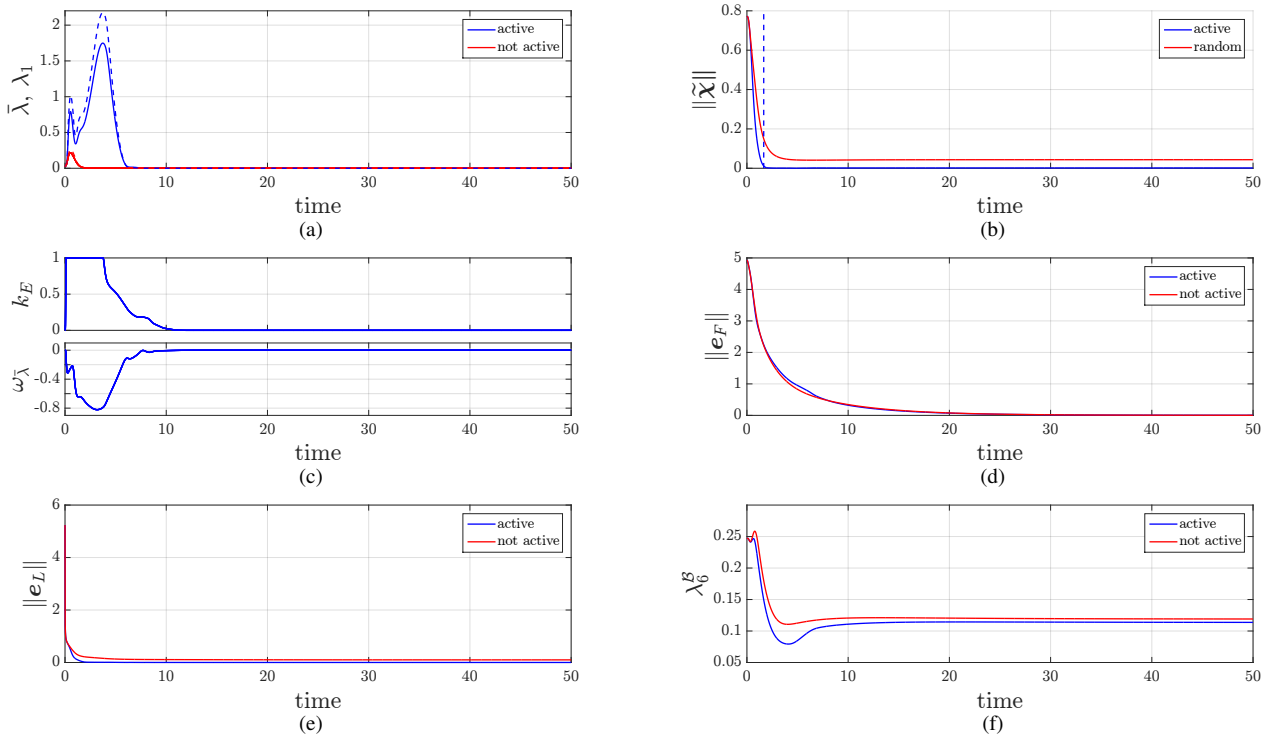 2
1.5
1
0.5
0
λ̄, λ₁
active
not active
0 10 20 30 40 50
time
(a)
0.8
0.6
0.4
0.2
0
‖χ̃‖
active
random
0 10 20 30 40 50
time
(b)
1
0.5
0
k_E
0
-0.4
-0.8
ω_λ̄
0 10 20 30 40 50
time
(c)
5
4
3
2
1
0
‖e_F‖
active
not active
0 10 20 30 40 50
time
(d)
6
4
2
0
‖e_L‖
active
not active
0 10 20 30 40 50
time
(e)
0.25
0.2
0.15
0.1
0.05
λ₆^ℬ
active
not active
0 10 20 30 40 50
time
(f)